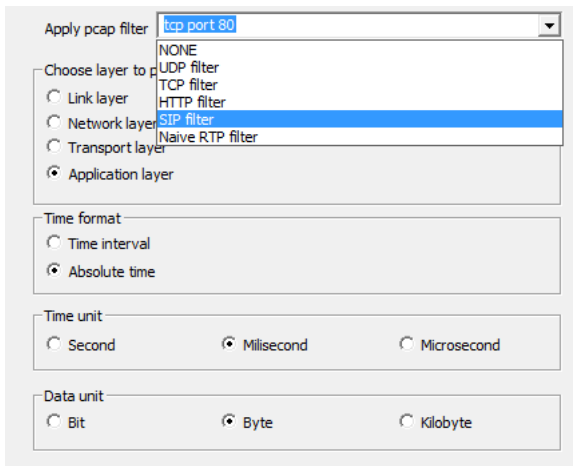 Apply pcap filter tcp port 80
NONE
Choose layer to p
UDP filter
TCP filter
Link layer
HTTP filter
Network layer
SIP filter
Transport layer
Naive RTP filter
Application layer
Time format
Time interval
Absolute time
Time unit
Second Milisecond Microsecond
Data unit
Bit Byte Kilobyte